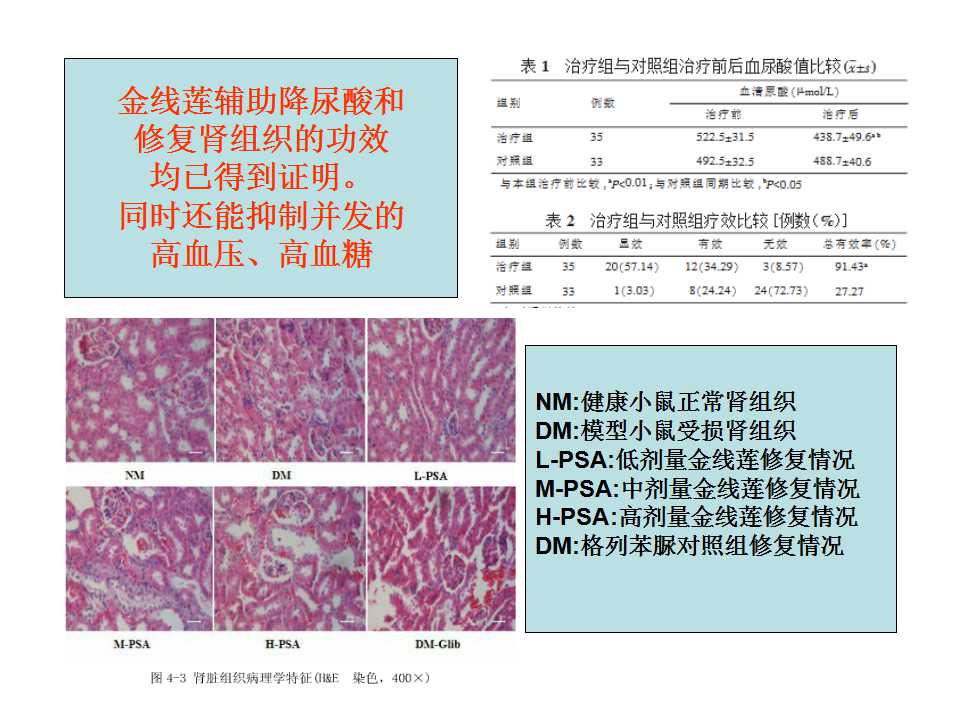 金线莲辅助降尿酸和
修复肾组织的功效
均已得到证明。
同时还能抑制并发的
高血压、高血糖
表 1 治疗组与对照组治疗前后血尿酸值比较(x̄±s)
组别 例数 血清尿酸(μmol/L)
治疗前 治疗后
治疗组 35 522.5±31.5 438.7±49.6ᵃᵇ
对照组 33 492.5±32.5 488.7±40.6
与本组治疗前比较,ᵃP<0.01;与对照组同期比较,ᵇP<0.05
表 2 治疗组与对照组疗效比较[例数(%)]
组别 例数 显效 有效 无效 总有效率(%)
治疗组 35 20(57.14) 12(34.29) 3(8.57) 91.43ᵃ
对照组 33 1(3.03) 8(24.24) 24(72.73) 27.27
NM DM L-PSA
M-PSA H-PSA DM-Glib
图 4-3 肾脏组织病理学特征(H&E 染色, 400×)
NM:健康小鼠正常肾组织
DM:模型小鼠受损肾组织
L-PSA:低剂量金线莲修复情况
M-PSA:中剂量金线莲修复情况
H-PSA:高剂量金线莲修复情况
DM:格列苯脲对照组修复情况